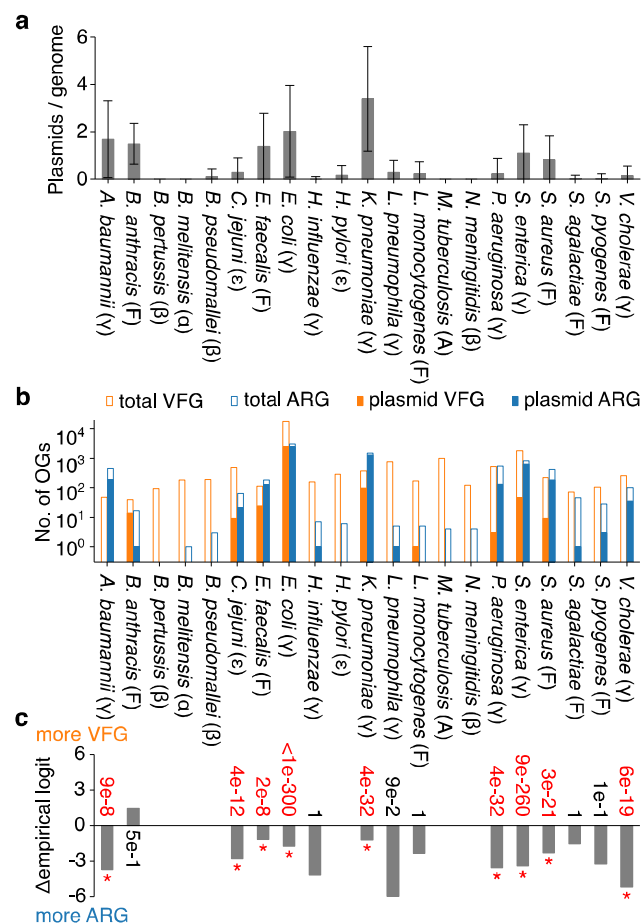 a
Plasmids / genome
6
4
2
0
A. baumannii (γ)
B. anthracis (F)
B. pertussis (β)
B. melitensis (α)
B. pseudomallei (β)
C. jejuni (ε)
E. faecalis (F)
E. coli (γ)
H. influenzae (γ)
H. pylori (ε)
K. pneumoniae (γ)
L. pneumophila (γ)
L. monocytogenes (F)
M. tuberculosis (A)
N. meningitidis (β)
P. aeruginosa (γ)
S. enterica (γ)
S. aureus (F)
S. agalactiae (F)
S. pyogenes (F)
V. cholerae (γ)
b
total VFG total ARG plasmid VFG plasmid ARG
No. of OGs
10⁴
10³
10²
10¹
10⁰
A. baumannii (γ)
B. anthracis (F)
B. pertussis (β)
B. melitensis (α)
B. pseudomallei (β)
C. jejuni (ε)
E. faecalis (F)
E. coli (γ)
H. influenzae (γ)
H. pylori (ε)
K. pneumoniae (γ)
L. pneumophila (γ)
L. monocytogenes (F)
M. tuberculosis (A)
N. meningitidis (β)
P. aeruginosa (γ)
S. enterica (γ)
S. aureus (F)
S. agalactiae (F)
S. pyogenes (F)
V. cholerae (γ)
c
more VFG
Δempirical logit
6
3
0
-3
-6
9e-8
5e-1
4e-12
2e-8
<1e-300
1
4e-32
9e-2
1
4e-32
9e-260
3e-21
1
1e-1
6e-19
*
*
*
*
*
*
*
*
*
more ARG